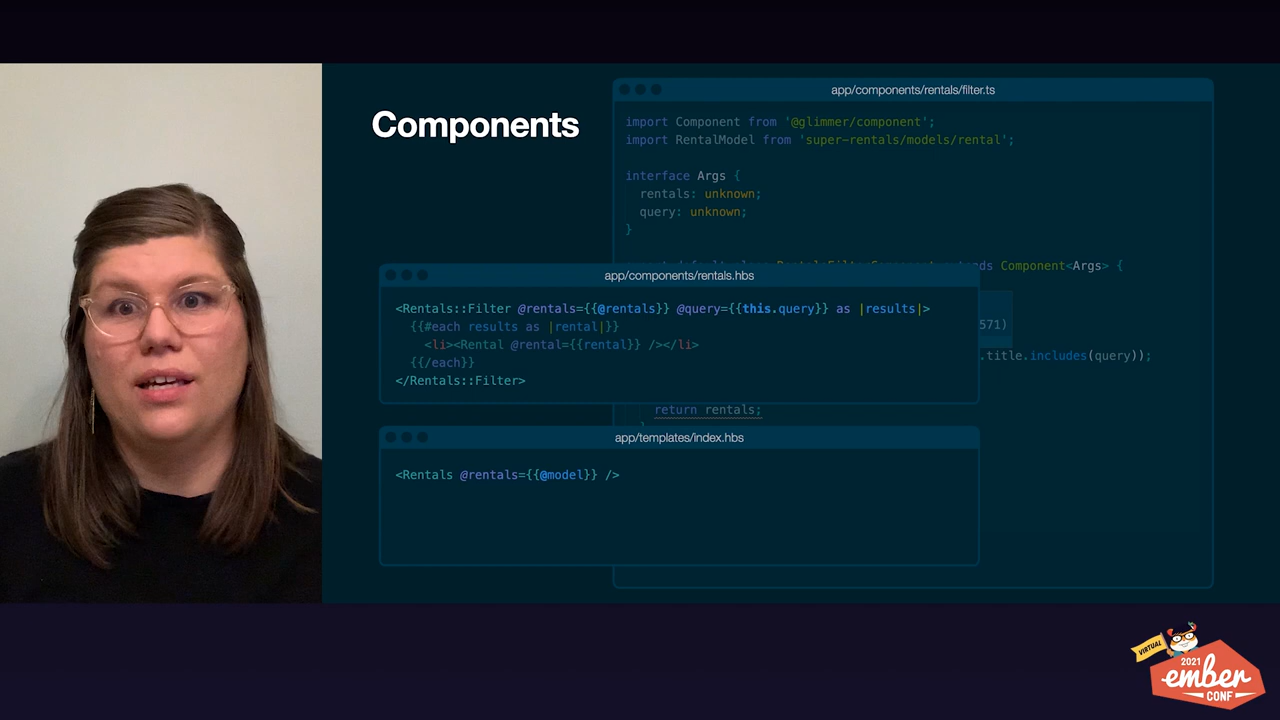 Components
app/components/rentals/filter.ts
import Component from '@glimmer/component';
import RentalModel from 'super-rentals/models/rental';
interface Args {
rentals: unknown;
query: unknown;
}
extends Component<Args> {
571)
.title.includes(query));
return rentals;
app/components/rentals.hbs
<Rentals::Filter @rentals={{@rentals}} @query={{this.query}} as |results|>
{{#each results as |rental|}}
<li><Rental @rental={{rental}} /></li>
{{/each}}
</Rentals::Filter>
app/templates/index.hbs
<Rentals @rentals={{@model}} />
VIRTUAL
2021
ember
CONF